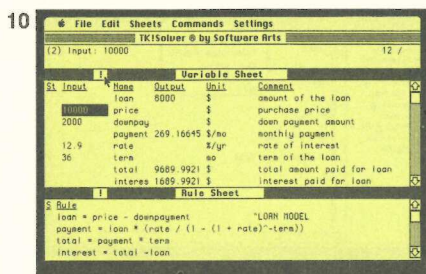 10
File Edit Sheets Commands Settings
TK!Solver ® by Software Arts
(2) Input: 10000 12 /
! Variable Sheet
St Input Name Output Unit Comment
loan 8000 $ amount of the loan
10000 price $ purchase price
2000 downpay $ down payment amount
payment 269.16645 $/mo monthly payment
12.9 rate %/yr rate of interest
36 term mo term of the loan
total 9689.9921 $ total amount paid for loan
interes 1689.9921 $ interest paid for loan
! Rule Sheet
S Rule
loan = price - downpayment "LOAN MODEL
payment = loan * (rate / (1 - (1 + rate)^-term))
total = payment * term
interest = total -loan